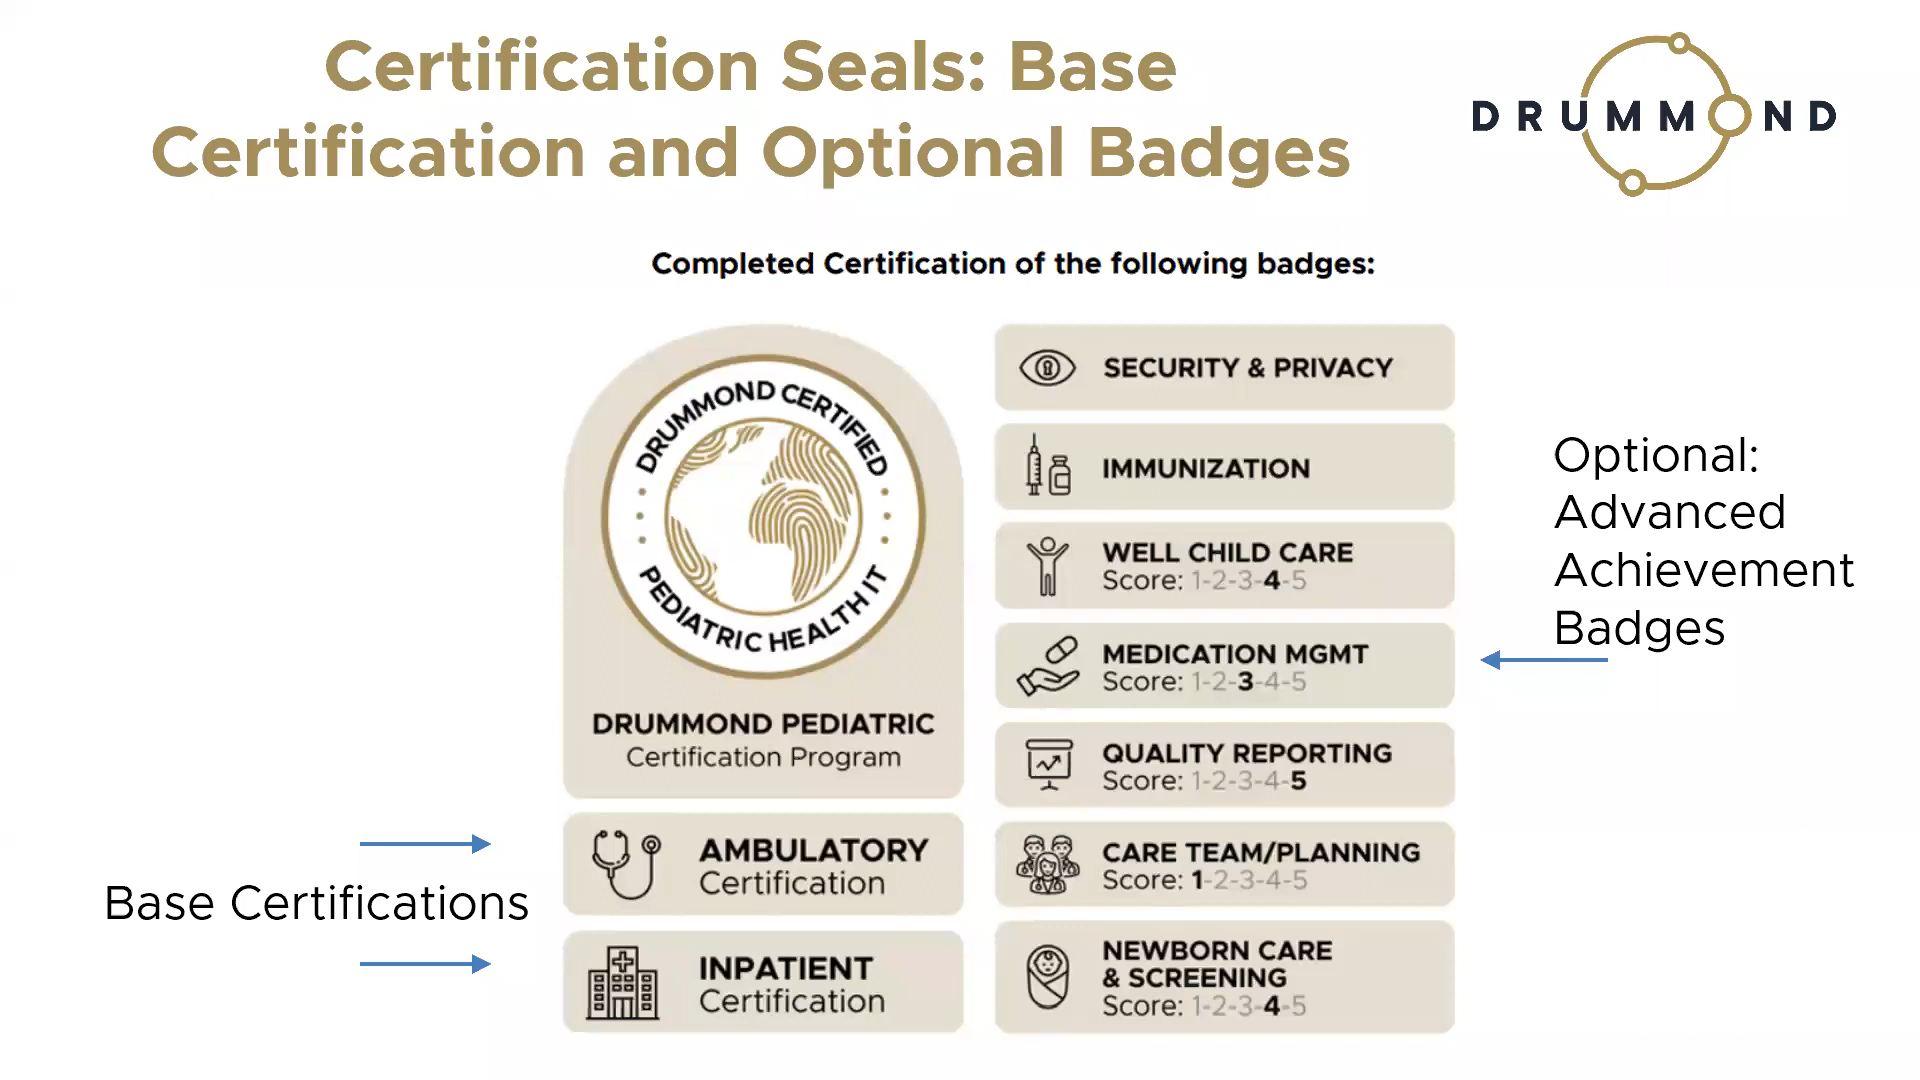 Certification Seals: Base
Certification and Optional Badges
DRUMMOND
Completed Certification of the following badges:
DRUMMOND CERTIFIED
PEDIATRIC HEALTH IT
DRUMMOND PEDIATRIC
Certification Program
AMBULATORY
Certification
INPATIENT
Certification
Base Certifications
SECURITY & PRIVACY
IMMUNIZATION
WELL CHILD CARE
Score: 1-2-3-4-5
MEDICATION MGMT
Score: 1-2-3-4-5
QUALITY REPORTING
Score: 1-2-3-4-5
CARE TEAM/PLANNING
Score: 1-2-3-4-5
NEWBORN CARE
& SCREENING
Score: 1-2-3-4-5
Optional:
Advanced
Achievement
Badges